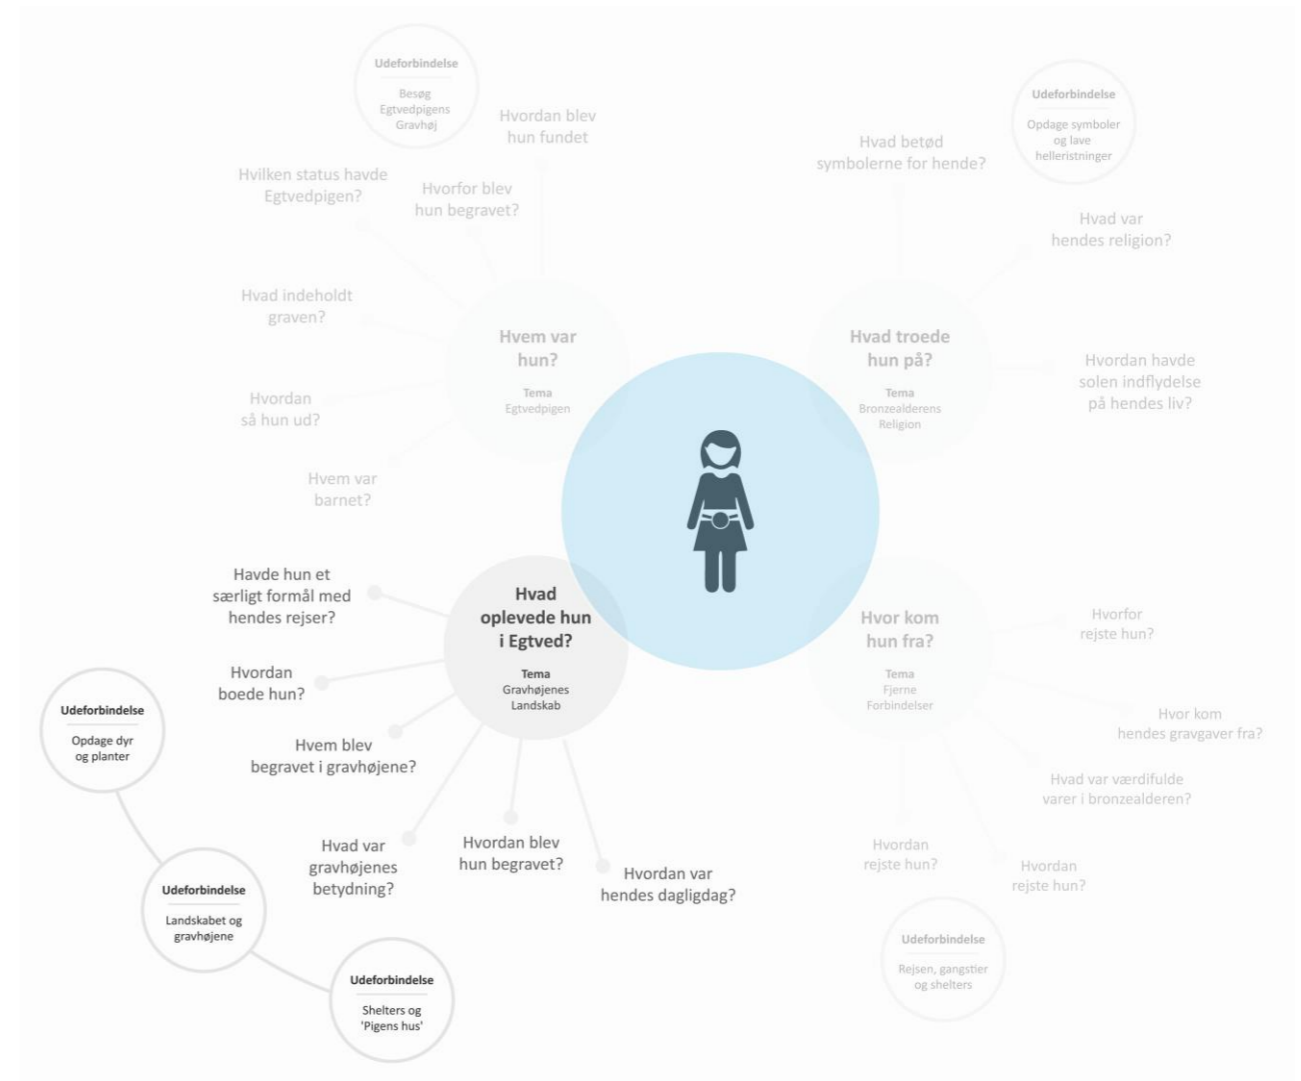 Udeforbindelse
Besøg
Egtvedpigens
Gravhøj
Hvordan blev
hun fundet
Hvilken status havde
Egtvedpigen?
Hvorfor blev
hun begravet?
Hvad indeholdt
graven?
Hvordan
så hun ud?
Hvem var
barnet?
Hvem var
hun?
Tema
Egtvedpigen
Udeforbindelse
Opdage symboler
og lave
helleristninger
Hvad betød
symbolerne for hende?
Hvad var
hendes religion?
Hvordan havde
solen indflydelse
på hendes liv?
Hvad troede
hun på?
Tema
Bronzealderens
Religion
Hvad
oplevede hun
i Egtved?
Tema
Gravhøjenes
Landskab
Havde hun et
særligt formål med
hendes rejser?
Hvordan
boede hun?
Hvem blev
begravet i gravhøjene?
Hvad var
gravhøjenes
betydning?
Hvordan blev
hun begravet?
Hvordan var
hendes dagligdag?
Udeforbindelse
Opdage dyr
og planter
Udeforbindelse
Landskabet og
gravhøjene
Udeforbindelse
Shelters og
'Pigens hus'
Hvor kom
hun fra?
Tema
Fjerne
Forbindelser
Hvorfor
rejste hun?
Hvor kom
hendes gravgaver fra?
Hvad var værdifulde
varer i bronzealderen?
Hvordan
rejste hun?
Hvordan
rejste hun?
Udeforbindelse
Rejsen, gangstier
og shelters